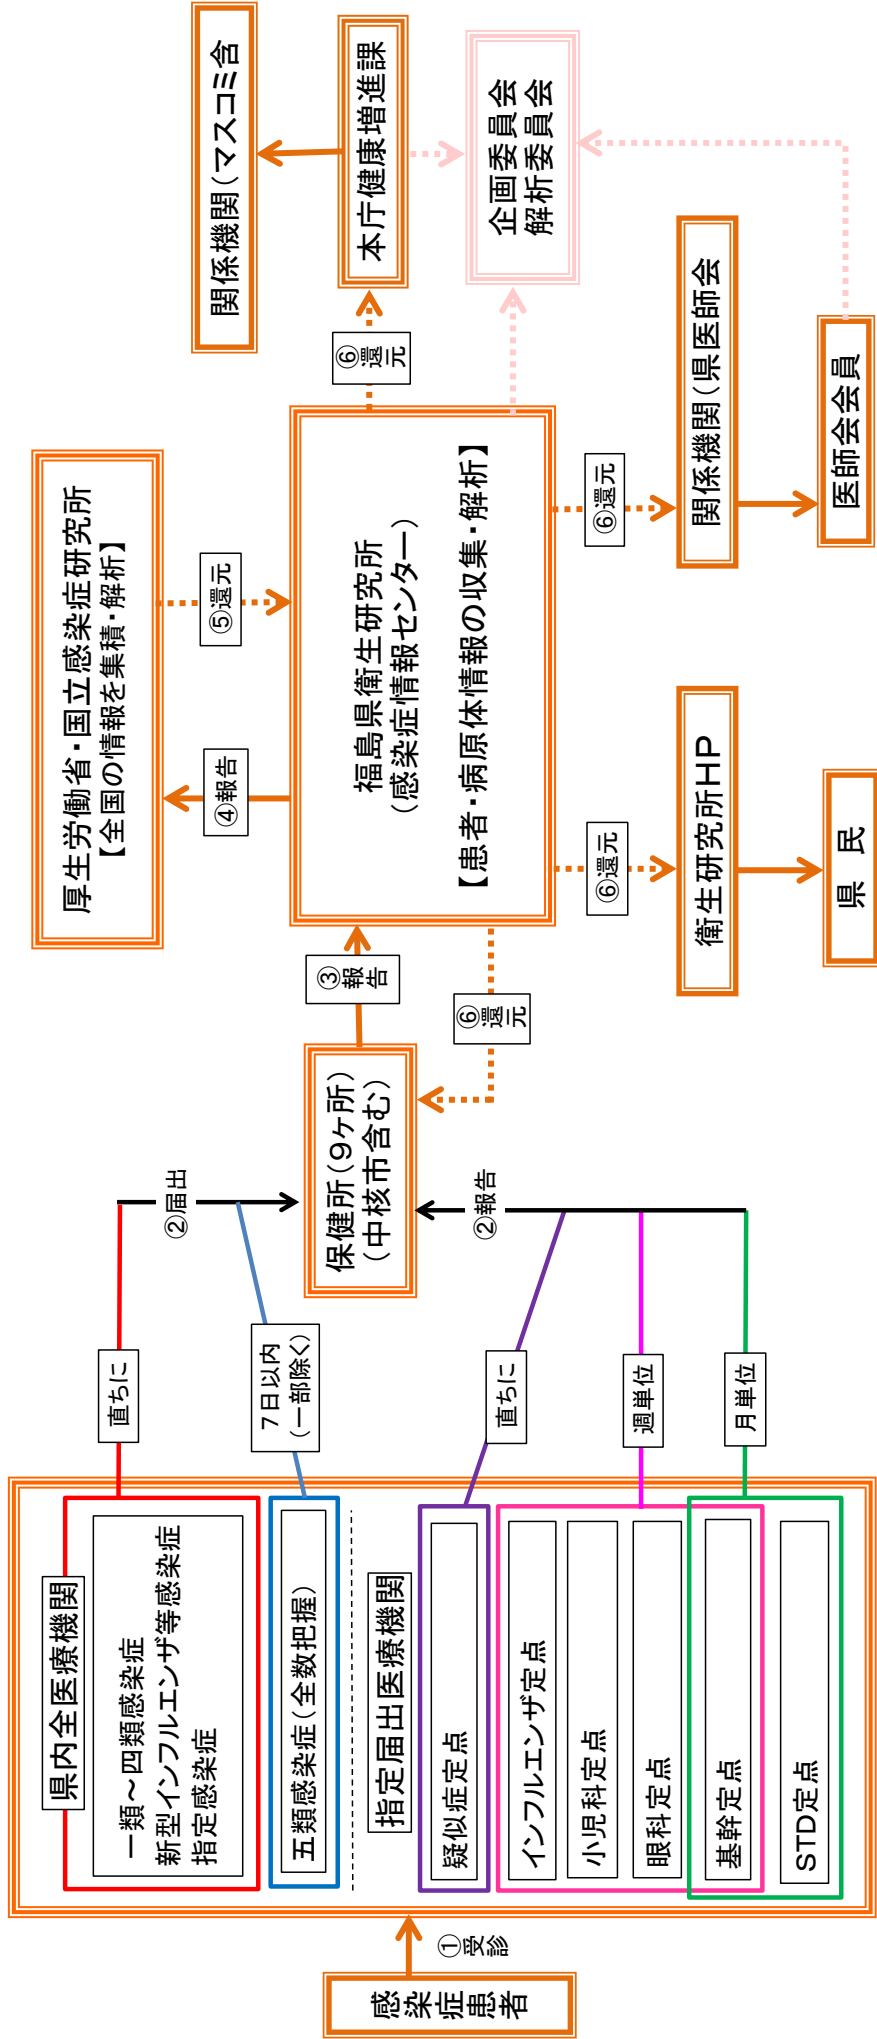 感染症患者
①受診
県内全医療機関
一類～四類感染症
新型インフルエンザ等感染症
指定感染症
五類感染症(全数把握)
指定届出医療機関
疑似症定点
インフルエンザ定点
小児科定点
眼科定点
基幹定点
STD定点
直ちに
7日以内
(一部除く)
直ちに
週単位
月単位
②届出
②報告
保健所(9ヶ所)
(中核市含む)
③報
告
⑥還
元
厚生労働省・国立感染症研究所
【全国の情報を集積・解析】
④報告
⑤還元
福島県衛生研究所
(感染症情報センター)
【患者・病原体情報の収集・解析】
⑥還元
⑥還元
衛生研究所HP
県 民
関係機関(県医師会)
医師会会員
⑥還
元
本庁健康増進課
関係機関(マスコミ含
企画委員会
解析委員会